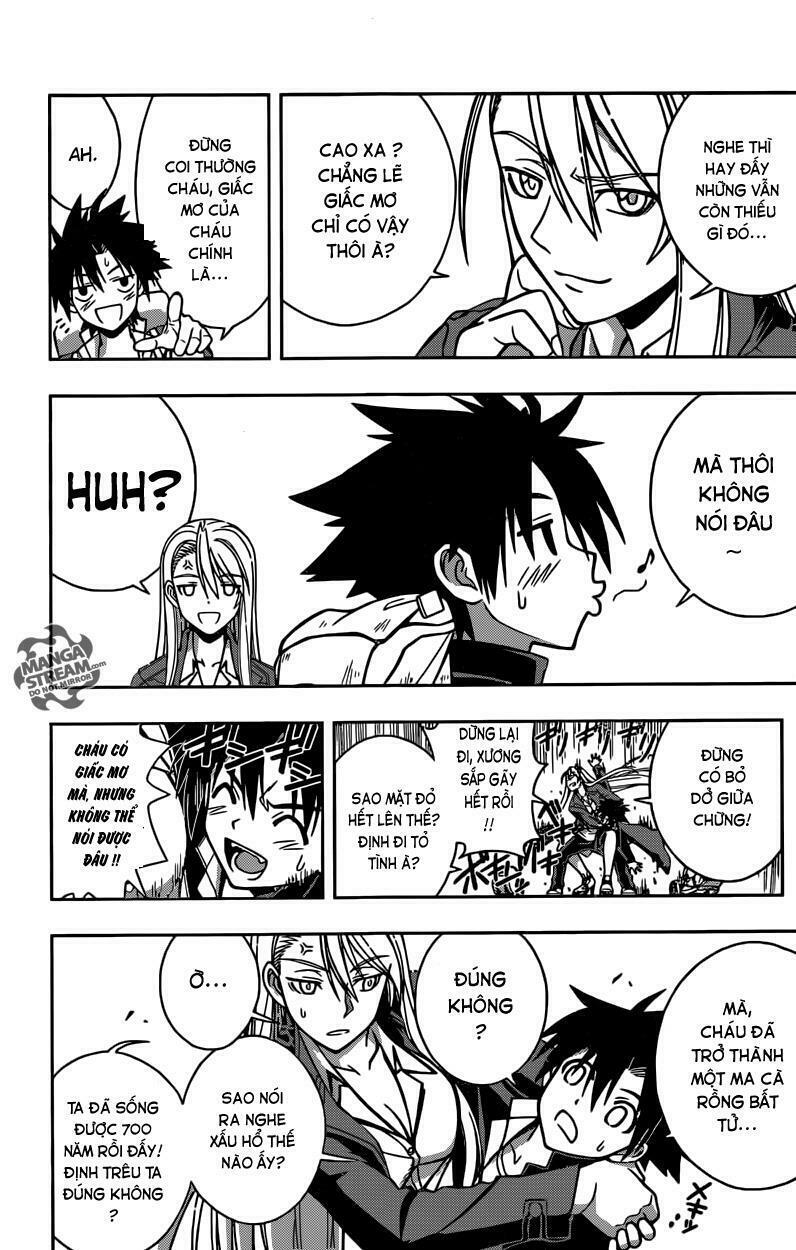 NGHE THÌ
HAY ĐẤY
NHỮNG VẪN
CÒN THIẾU
GÌ ĐÓ...
CAO XA ?
CHẲNG LẼ
GIẤC MƠ
CHỈ CÓ VẬY
THÔI À?
ĐỪNG
COI THƯỜNG
CHÁU, GIẤC
MƠ CỦA
CHÁU
CHÍNH
LÀ...
AH.
MÀ THÔI
KHÔNG
NÓI ĐÂU
~
HUH?
MANGA
STREAM.com
DO NOT MIRROR
ĐỪNG
CÓ BỎ
DỞ GIỮA
CHỪNG!
DỪNG LẠI
ĐI, XƯƠNG
SẮP GÃY
HẾT RỒI
!!
SAO MẶT ĐỎ
HẾT LÊN THẾ?
ĐỊNH ĐI TỎ
TÌNH À?
CHÁU CÓ
GIẤC MƠ
MÀ, NHƯNG
KHÔNG THỂ
NÓI ĐƯỢC
ĐÂU !!
MÀ,
CHÁU ĐÃ
TRỞ THÀNH
MỘT MA CÀ
RỒNG BẤT
TỬ...
ĐÚNG
KHÔNG
?
Ờ...
SAO NÓI
RA NGHE
XẤU HỔ THẾ
NÀO ẤY?
TA ĐÃ SỐNG
ĐƯỢC 700
NĂM RỒI ĐẤY!
ĐỊNH TRÊU TA
ĐÚNG KHÔNG
?